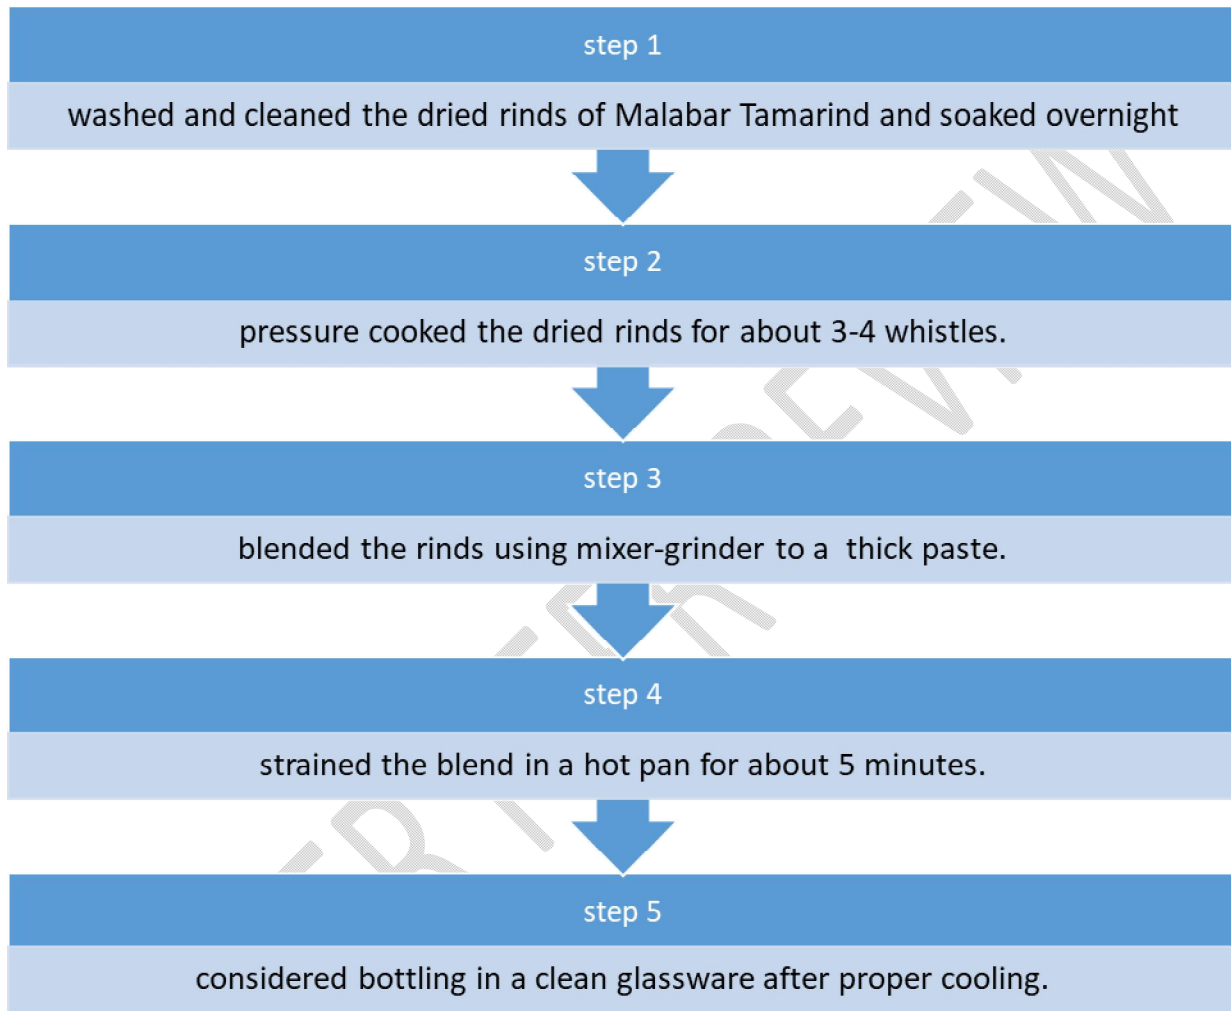 step 1
washed and cleaned the dried rinds of Malabar Tamarind and soaked overnight
step 2
pressure cooked the dried rinds for about 3-4 whistles.
step 3
blended the rinds using mixer-grinder to a thick paste.
step 4
strained the blend in a hot pan for about 5 minutes.
step 5
considered bottling in a clean glassware after proper cooling.